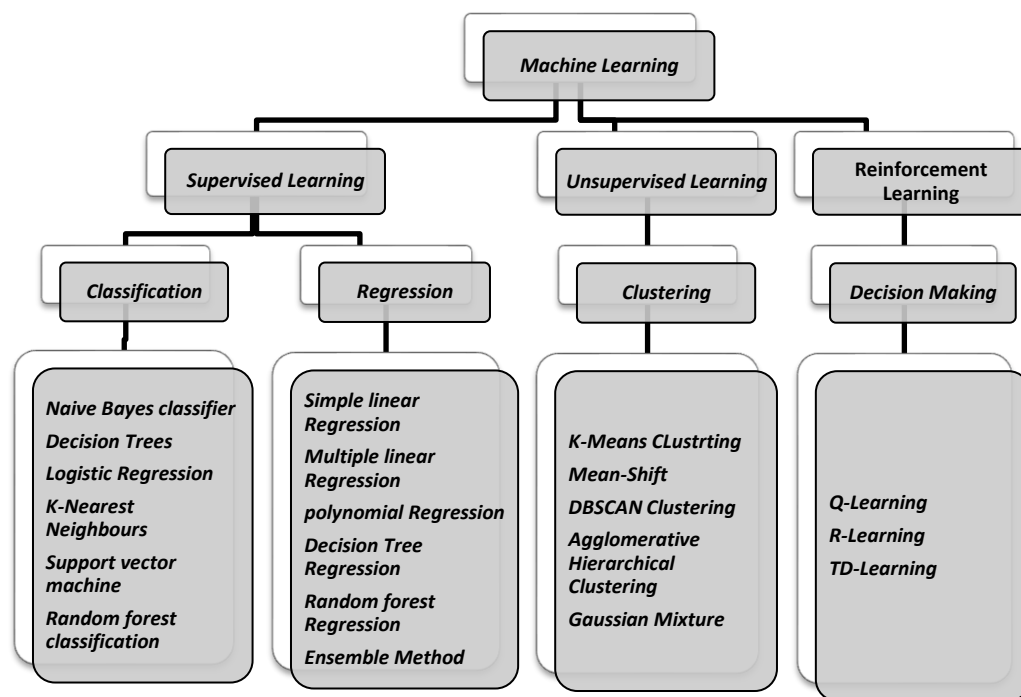 Machine Learning
Supervised Learning
Unsupervised Learning
Reinforcement
Learning
Classification
Regression
Clustering
Decision Making
Naive Bayes classifier
Decision Trees
Logistic Regression
K-Nearest
Neighbours
Support vector
machine
Random forest
classification
Simple linear
Regression
Multiple linear
Regression
polynomial Regression
Decision Tree
Regression
Random forest
Regression
Ensemble Method
K-Means CLustrting
Mean-Shift
DBSCAN Clustering
Agglomerative
Hierarchical
Clustering
Gaussian Mixture
Q-Learning
R-Learning
TD-Learning